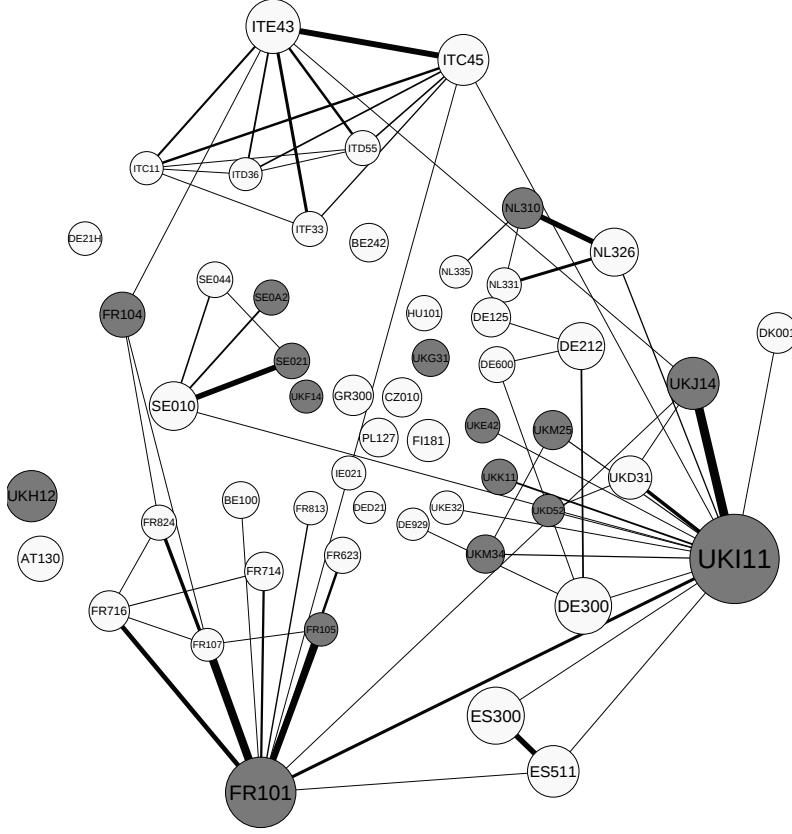 ITE43
ITC45
ITD55
ITC11
ITD36
NL310
ITF33
DE21H
BE242
NL326
NL335
SE044
NL331
SE0A2
FR104
HU101
DE125
DK001
DE212
UKG31
SE021
DE600
UKJ14
UKF14
GR300
CZ010
SE010
UKE42
UKM25
PL127
FI181
IE021
UKK11
UKD31
UKH12
BE100
FR813
DED21
UKE32
UKD52
FR824
DE929
AT130
FR623
UKM34
UKI11
FR714
DE300
FR716
FR105
FR107
ES300
ES511
FR101